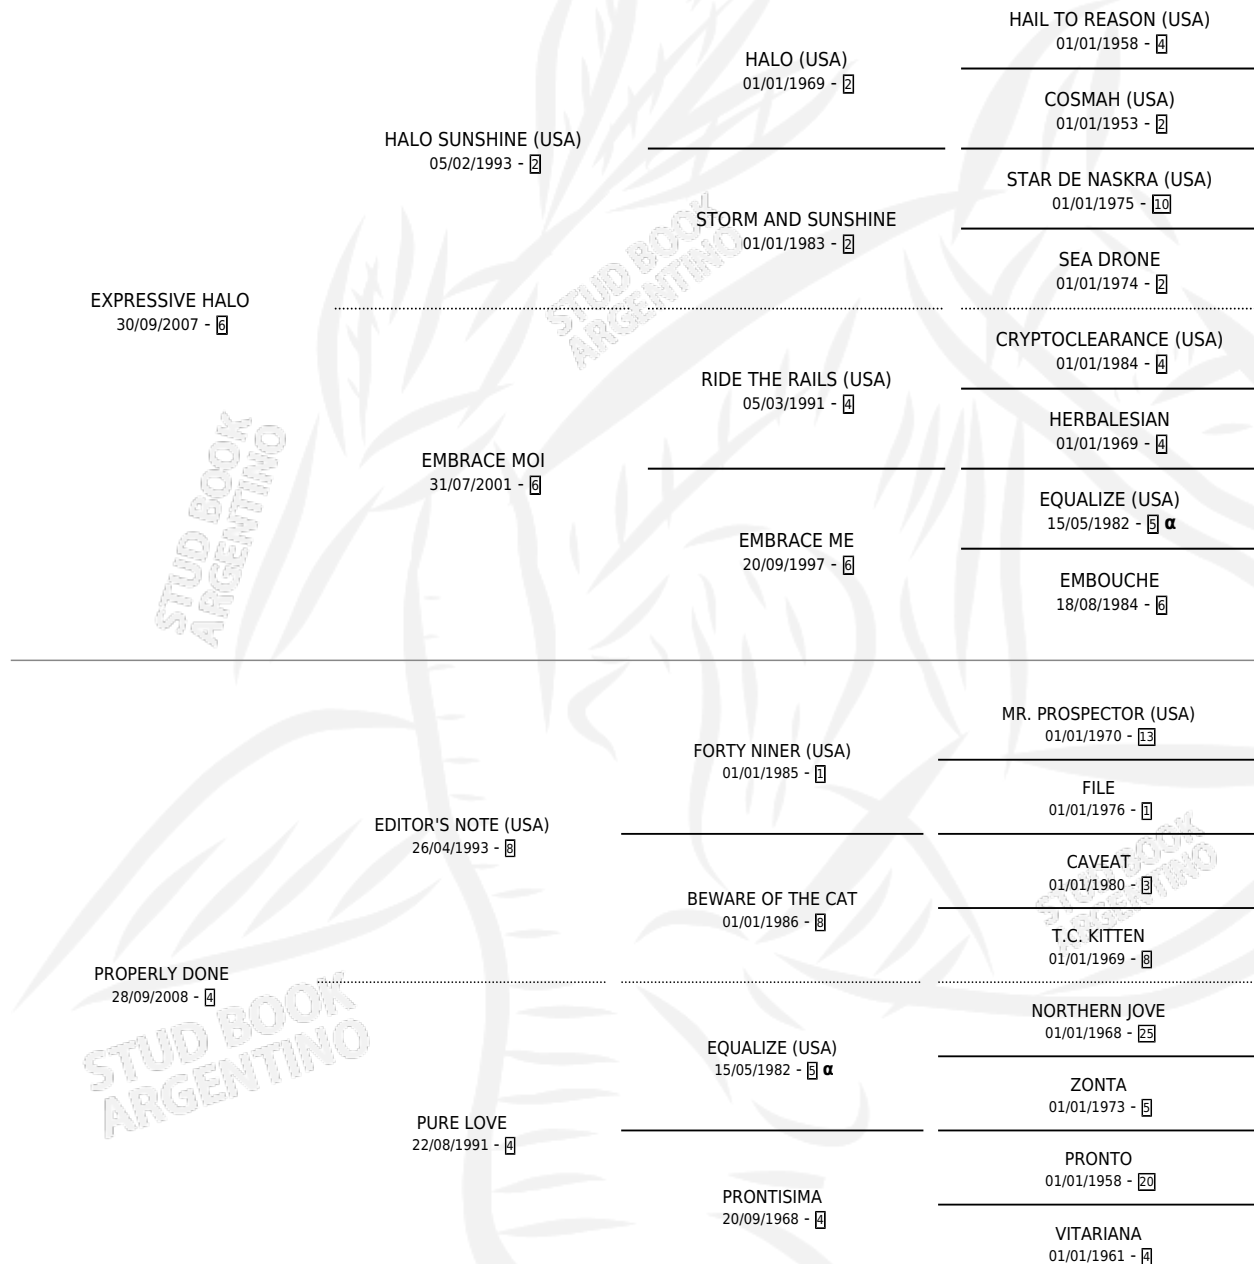 HAIL TO REASON (USA)
01/01/1958 - 4
HALO (USA)
01/01/1969 - 2
COSMAH (USA)
01/01/1953 - 2
HALO SUNSHINE (USA)
05/02/1993 - 2
STAR DE NASKRA (USA)
01/01/1975 - 10
STORM AND SUNSHINE
01/01/1983 - 2
SEA DRONE
01/01/1974 - 2
EXPRESSIVE HALO
30/09/2007 - 6
CRYPTOCLEARANCE (USA)
01/01/1984 - 4
RIDE THE RAILS (USA)
05/03/1991 - 4
HERBALESIAN
01/01/1969 - 4
EMBRACE MOI
31/07/2001 - 6
EQUALIZE (USA)
15/05/1982 - 5 α
EMBRACE ME
20/09/1997 - 6
EMBOUCHE
18/08/1984 - 6
MR. PROSPECTOR (USA)
01/01/1970 - 13
FORTY NINER (USA)
01/01/1985 - 1
FILE
01/01/1976 - 1
EDITOR'S NOTE (USA)
26/04/1993 - 8
CAVEAT
01/01/1980 - 3
BEWARE OF THE CAT
01/01/1986 - 8
T.C. KITTEN
01/01/1969 - 8
PROPERLY DONE
28/09/2008 - 4
NORTHERN JOVE
01/01/1968 - 25
EQUALIZE (USA)
15/05/1982 - 5 α
ZONTA
01/01/1973 - 5
PURE LOVE
22/08/1991 - 4
PRONTO
01/01/1958 - 20
PRONTISIMA
20/09/1968 - 4
VITARIANA
01/01/1961 - 4
STUD BOOK
ARGENTINO
STUD BOOK
ARGENTINO
STUD BOOK
ARGENTINO
STUD BOOK
ARGENTINO